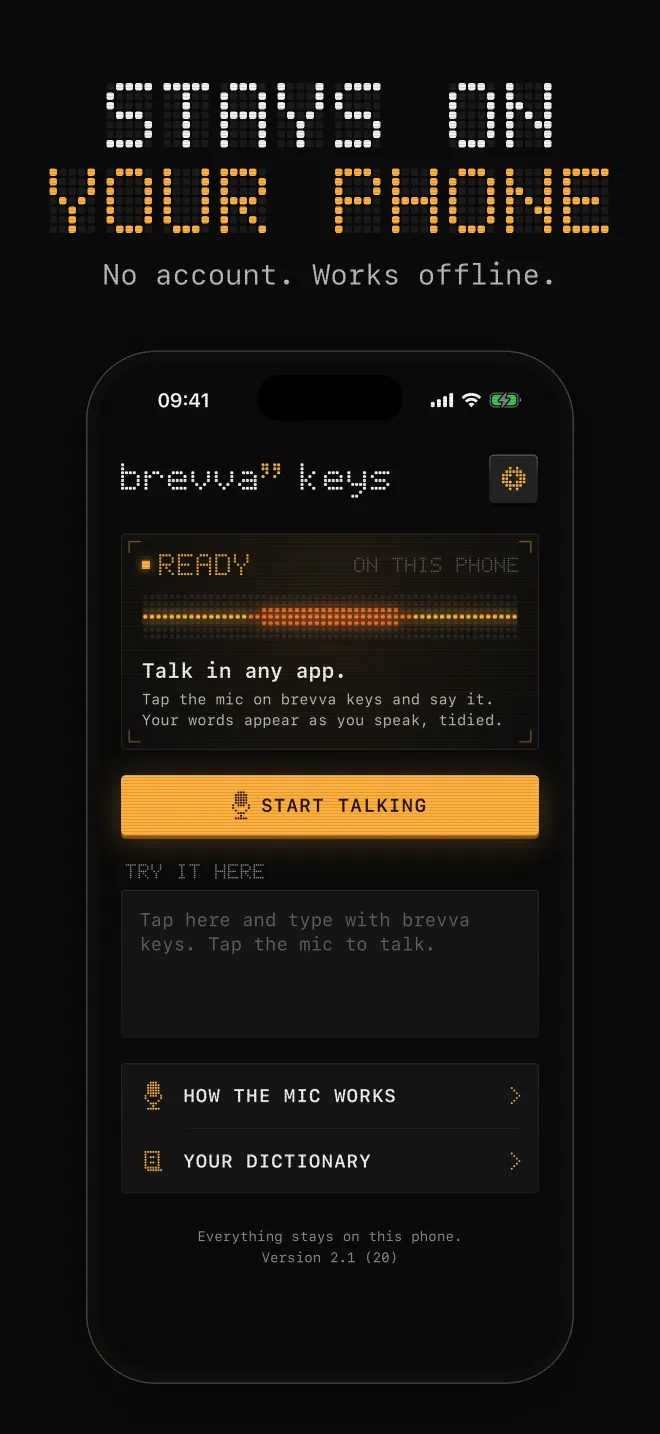 STAYS ON
YOUR PHONE
No account. Works offline.
09:41
brevva" keys
READY
ON THIS PHONE
Talk in any app.
Tap the mic on brevva keys and say it.
Your words appear as you speak, tidied.
START TALKING
TRY IT HERE
Tap here and type with brevva
keys. Tap the mic to talk.
HOW THE MIC WORKS
YOUR DICTIONARY
Everything stays on this phone.
Version 2.1 (20)